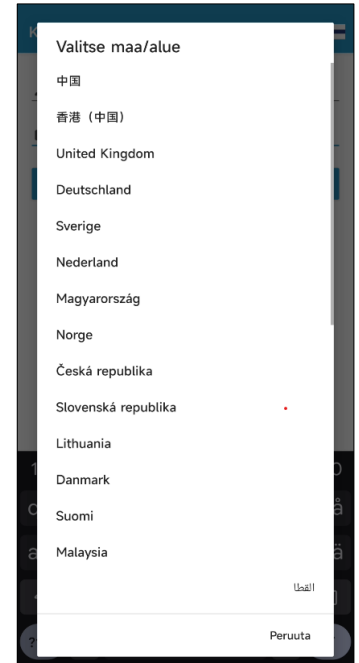 Valitse maa/alue
中国
香港（中国）
United Kingdom
Deutschland
Sverige
Nederland
Magyarország
Norge
Česká republika
Slovenská republika
Lithuania
Danmark
Suomi
Malaysia
القطا
Peruuta